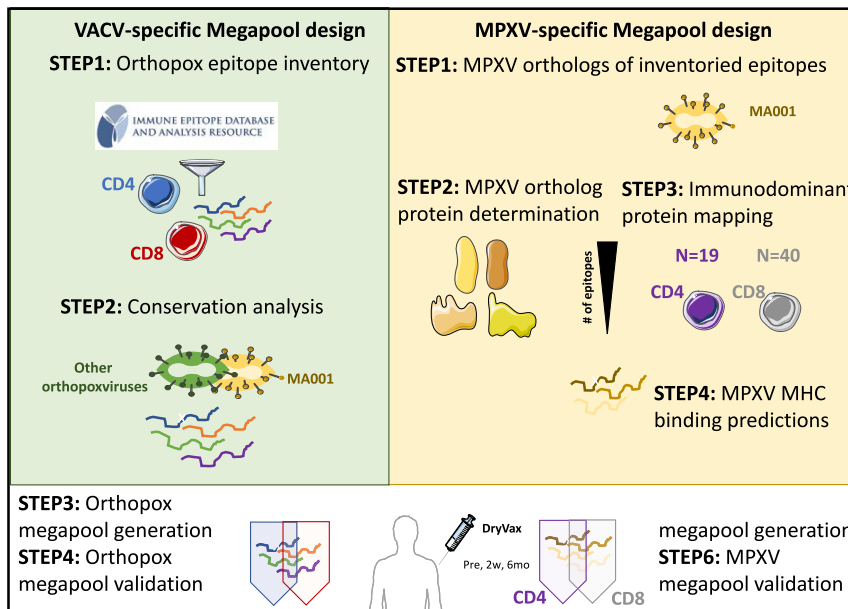 VACV-specific Megapool design
STEP1: Orthopox epitope inventory
IMMUNE EPITOPE DATABASE
AND ANALYSIS RESOURCE
CD4
CD8
STEP2: Conservation analysis
Other
orthopoxviruses
MA001
MPXV-specific Megapool design
STEP1: MPXV orthologs of inventoried epitopes
MA001
STEP2: MPXV ortholog
protein determination
STEP3: Immunodominant
protein mapping
# of epitopes
N=19
N=40
CD4
CD8
STEP4: MPXV MHC
binding predictions
STEP3: Orthopox
megapool generation
STEP4: Orthopox
megapool validation
DryVax
Pre, 2w, 6mo
CD4
CD8
megapool generation
STEP6: MPXV
megapool validation